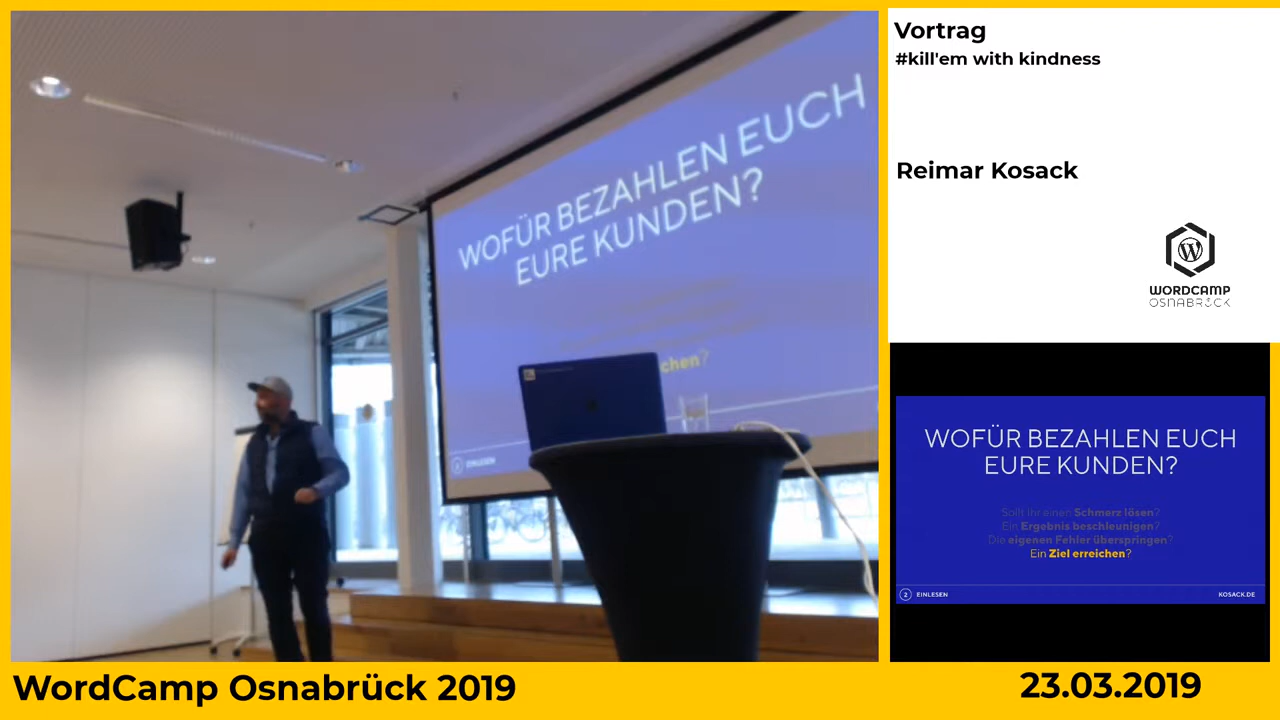 WOFÜR BEZAHLEN EUCH
EURE KUNDEN?
chen?
EINLESEN
Vortrag
#kill'em with kindness
Reimar Kosack
WORDCAMP
OSNABRÜCK
WOFÜR BEZAHLEN EUCH
EURE KUNDEN?
Sollt ihr einen Schmerz lösen?
Ein Ergebnis beschleunigen?
Die eigenen Fehler überspringen?
Ein Ziel erreichen?
2 EINLESEN
KOSACK.DE
WordCamp Osnabrück 2019
23.03.2019